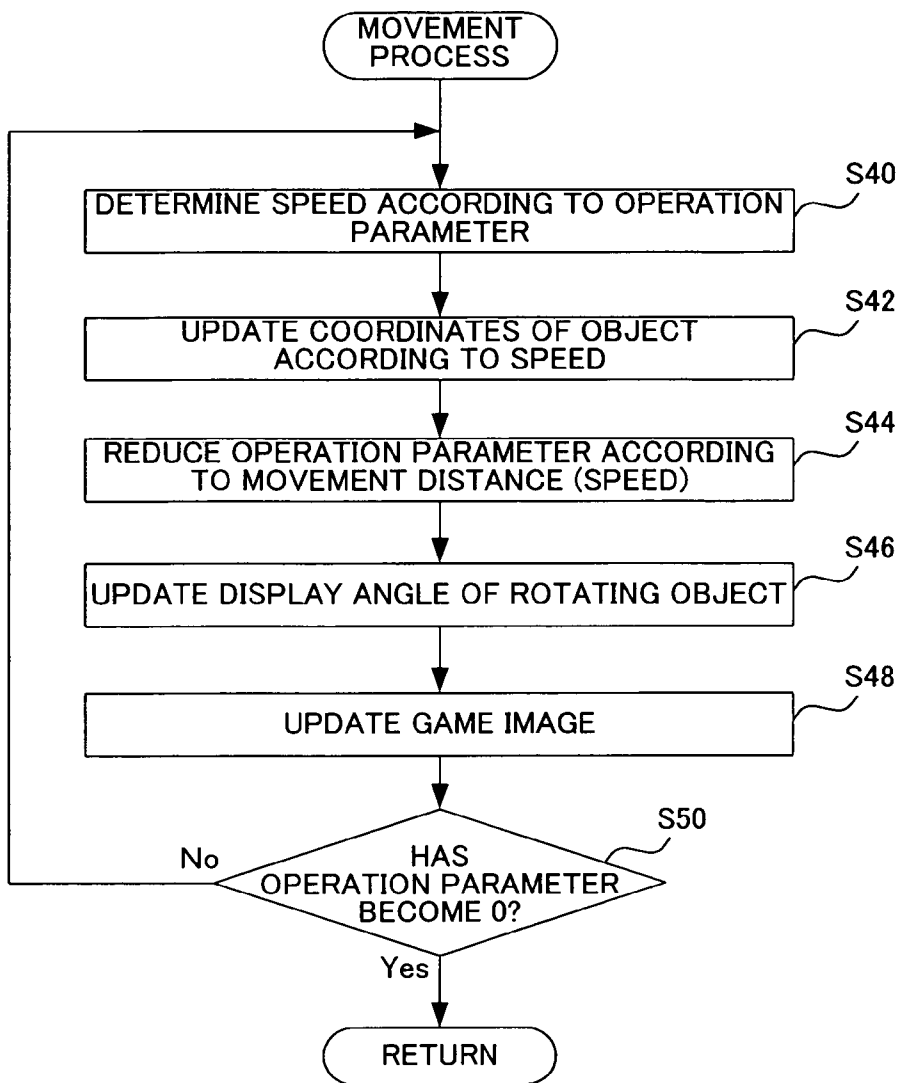 MOVEMENT
PROCESS
S40
DETERMINE SPEED ACCORDING TO OPERATION
PARAMETER
S42
UPDATE COORDINATES OF OBJECT
ACCORDING TO SPEED
S44
REDUCE OPERATION PARAMETER ACCORDING
TO MOVEMENT DISTANCE (SPEED)
S46
UPDATE DISPLAY ANGLE OF ROTATING OBJECT
S48
UPDATE GAME IMAGE
S50
No
HAS
OPERATION PARAMETER
BECOME 0?
Yes
RETURN